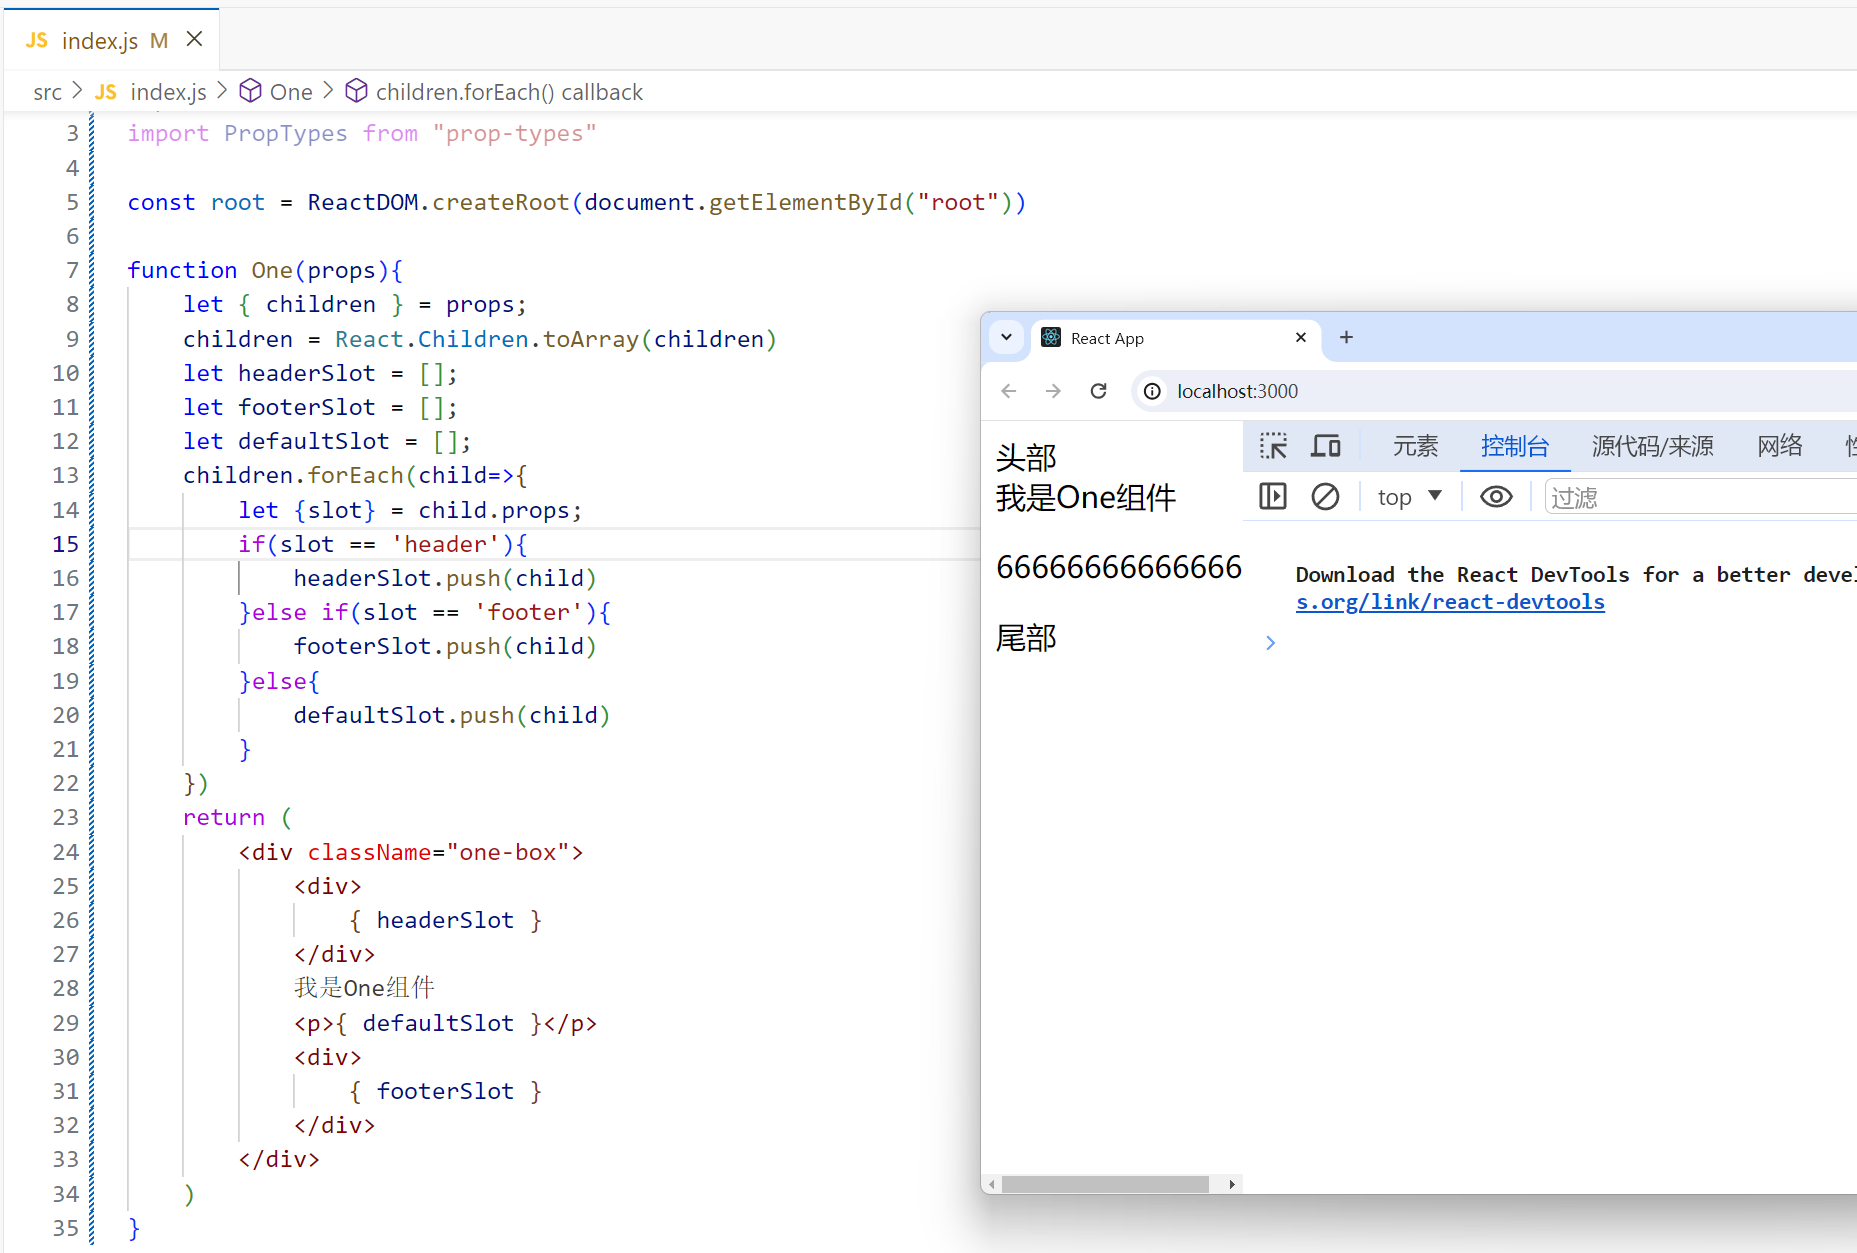 JS index.js M
src > JS index.js > One > children.forEach() callback
3 import PropTypes from "prop-types"
4
5 const root = ReactDOM.createRoot(document.getElementById("root"))
6
7 function One(props){
8 let { children } = props;
9 children = React.Children.toArray(children)
10 let headerSlot = [];
11 let footerSlot = [];
12 let defaultSlot = [];
13 children.forEach(child=>{
14 let {slot} = child.props;
15 if(slot == 'header'){
16 headerSlot.push(child)
17 }else if(slot == 'footer'){
18 footerSlot.push(child)
19 }else{
20 defaultSlot.push(child)
21 }
22 })
23 return (
24 <div className="one-box">
25 <div>
26 { headerSlot }
27 </div>
28 我是One组件
29 <p>{ defaultSlot }</p>
30 <div>
31 { footerSlot }
32 </div>
33 </div>
34 )
35 }
React App
localhost:3000
头部
我是One组件
66666666666666
尾部
元素 控制台 源代码/来源 网络
top
过滤
Download the React DevTools for a better
s.org/link/react-devtools